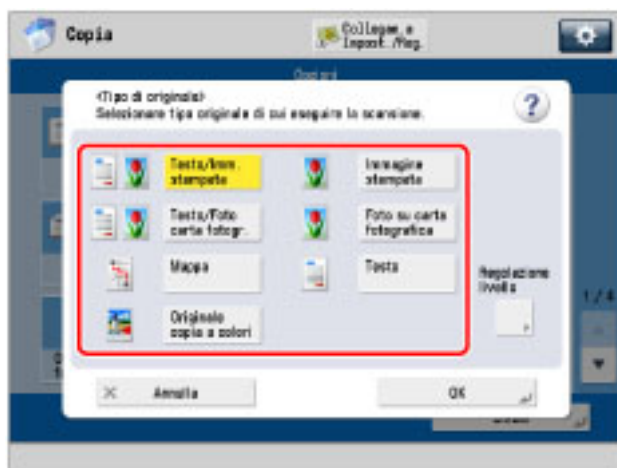 Copia
Collegam. a
Impost./Reg.
Opzioni
<Tipo di originale>
Selezionare tipo originale di cui eseguire la scansione.
?
Testo/Imm.
stampata
Immagine
stampata
Testo/Foto
carta fotogr.
Foto su carta
fotografica
Mappa
Testo
Regolazione
livello
1/4
Originale
copia a colori
Annulla
OK